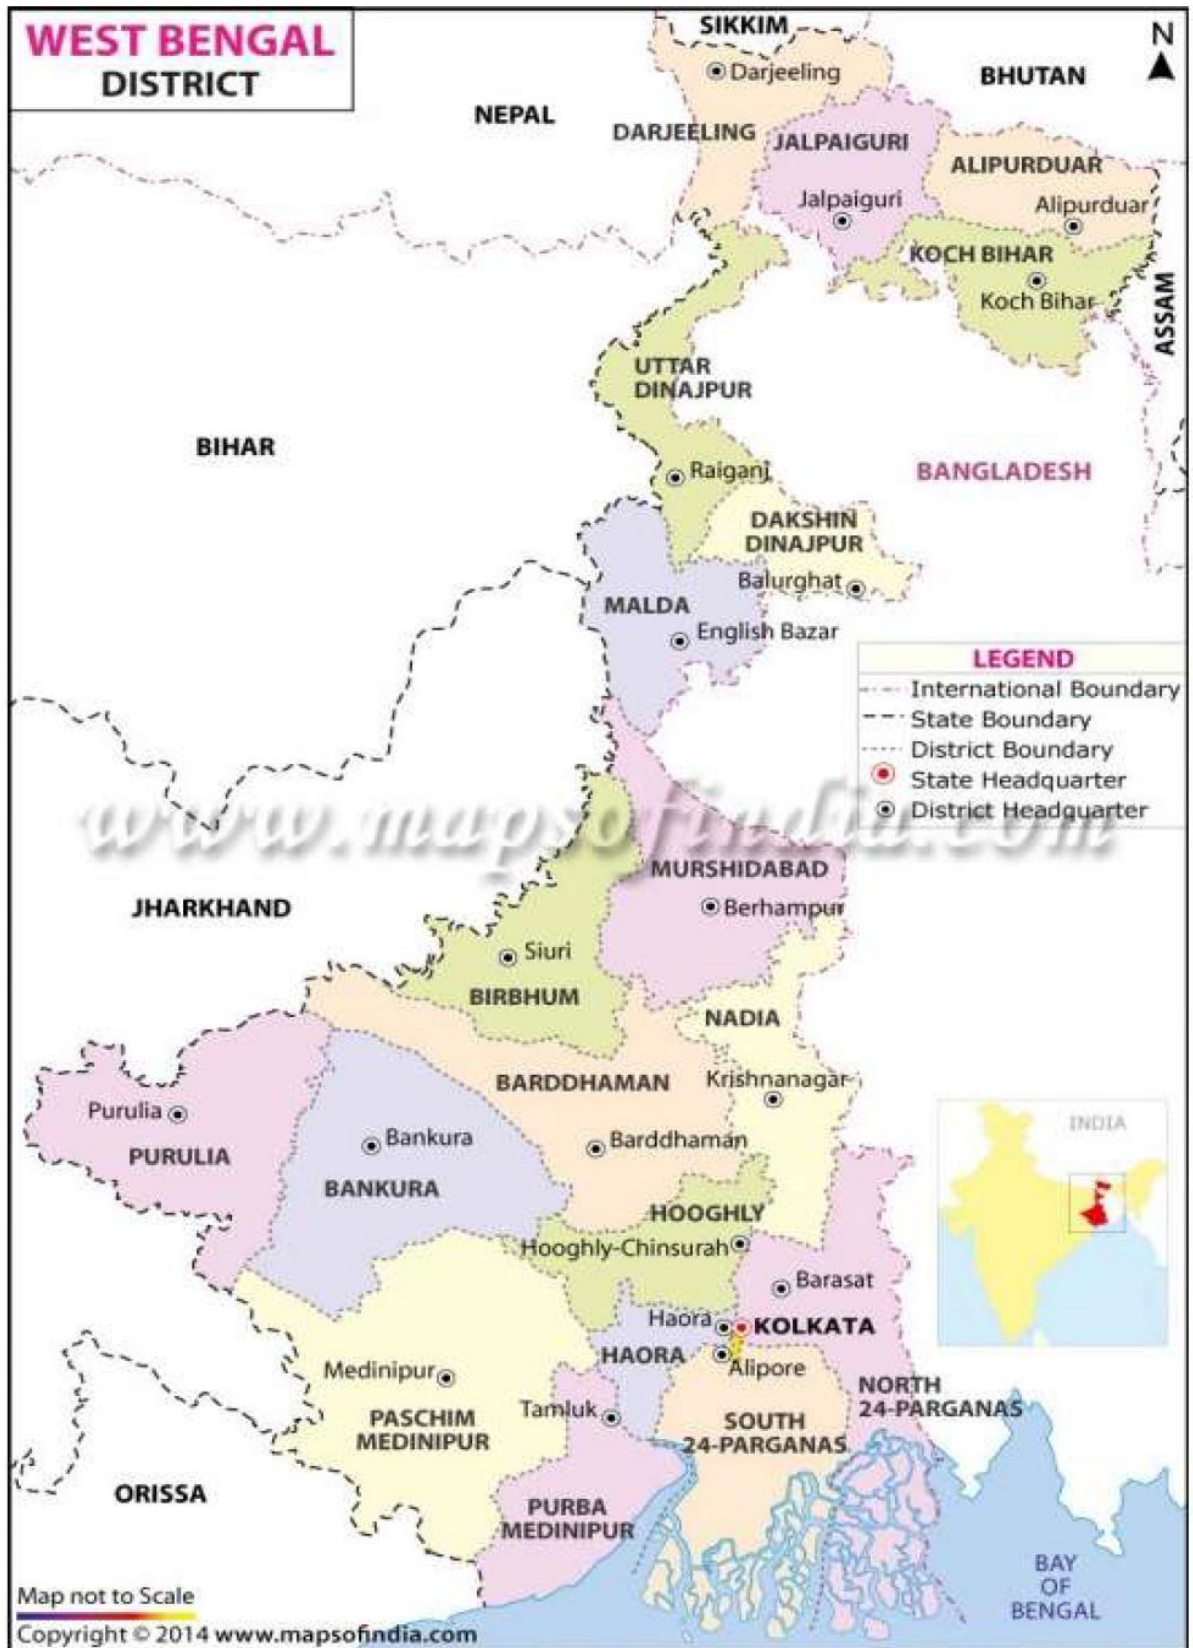 WEST BENGAL
DISTRICT
SIKKIM
N
Darjeeling
BHUTAN
NEPAL
DARJEELING
JALPAIGURI
ALIPURDUAR
Jalpaiguri
Alipurduar
KOCH BIHAR
Koch Bihar
ASSAM
UTTAR
DINAJPUR
BIHAR
Raiganj
BANGLADESH
DAKSHIN
DINAJPUR
Balurghat
MALDA
English Bazar
LEGEND
International Boundary
State Boundary
District Boundary
State Headquarter
District Headquarter
www.mapsofindia.com
MURSHIDABAD
Berhampur
JHARKHAND
Siuri
BIRBHUM
NADIA
Krishnanagar
BARDDHAMAN
Purulia
PURULIA
Bankura
BANKURA
Barddhaman
INDIA
HOOGHLY
Hooghly-Chinsurah
Barasat
Haora
KOLKATA
HAORA
Alipore
Medinipur
NORTH
24-PARGANAS
Tamluk
PASCHIM
MEDINIPUR
SOUTH
24-PARGANAS
ORISSA
PURBA
MEDINIPUR
BAY
OF
BENGAL
Map not to Scale
Copyright © 2014 www.mapsofindia.com